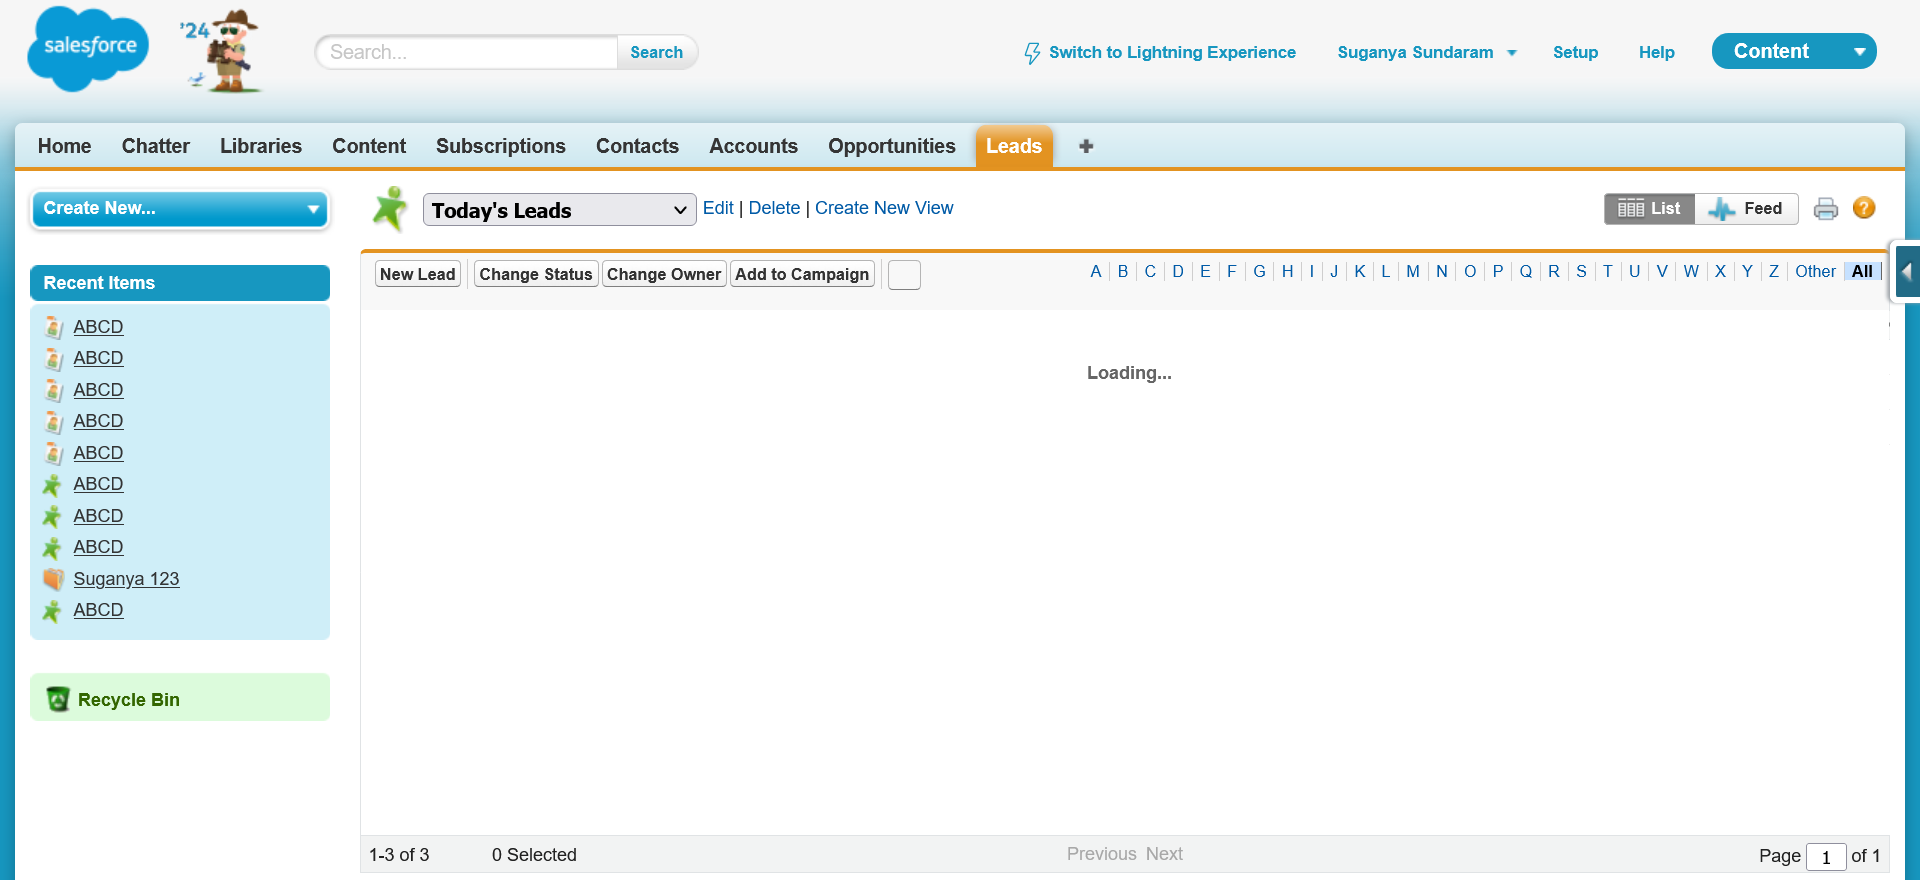 salesforce
'24
Search...
Search
Switch to Lightning Experience
Suganya Sundaram
Setup
Help
Content
Home Chatter Libraries Content Subscriptions Contacts Accounts Opportunities Leads
Create New...
Today's Leads
Edit | Delete | Create New View
List
Feed
?
Recent Items
ABCD
ABCD
ABCD
ABCD
ABCD
ABCD
ABCD
ABCD
Suganya 123
ABCD
Recycle Bin
New Lead Change Status Change Owner Add to Campaign
A B C D E F G H I J K L M N O P Q R S T U V W X Y Z Other All
Loading...
1-3 of 3 0 Selected Previous Next Page 1 of 1